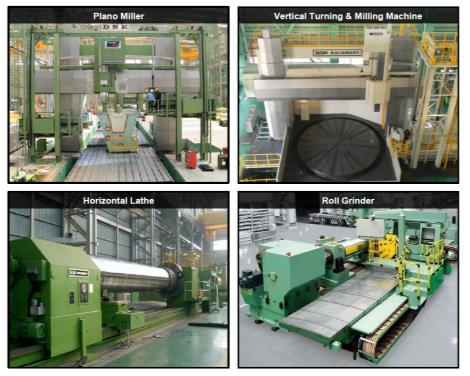 Plano Miller
DSK
Vertical Turning & Milling Machine
MACHINERY
Horizontal Lathe
Roll Grinder